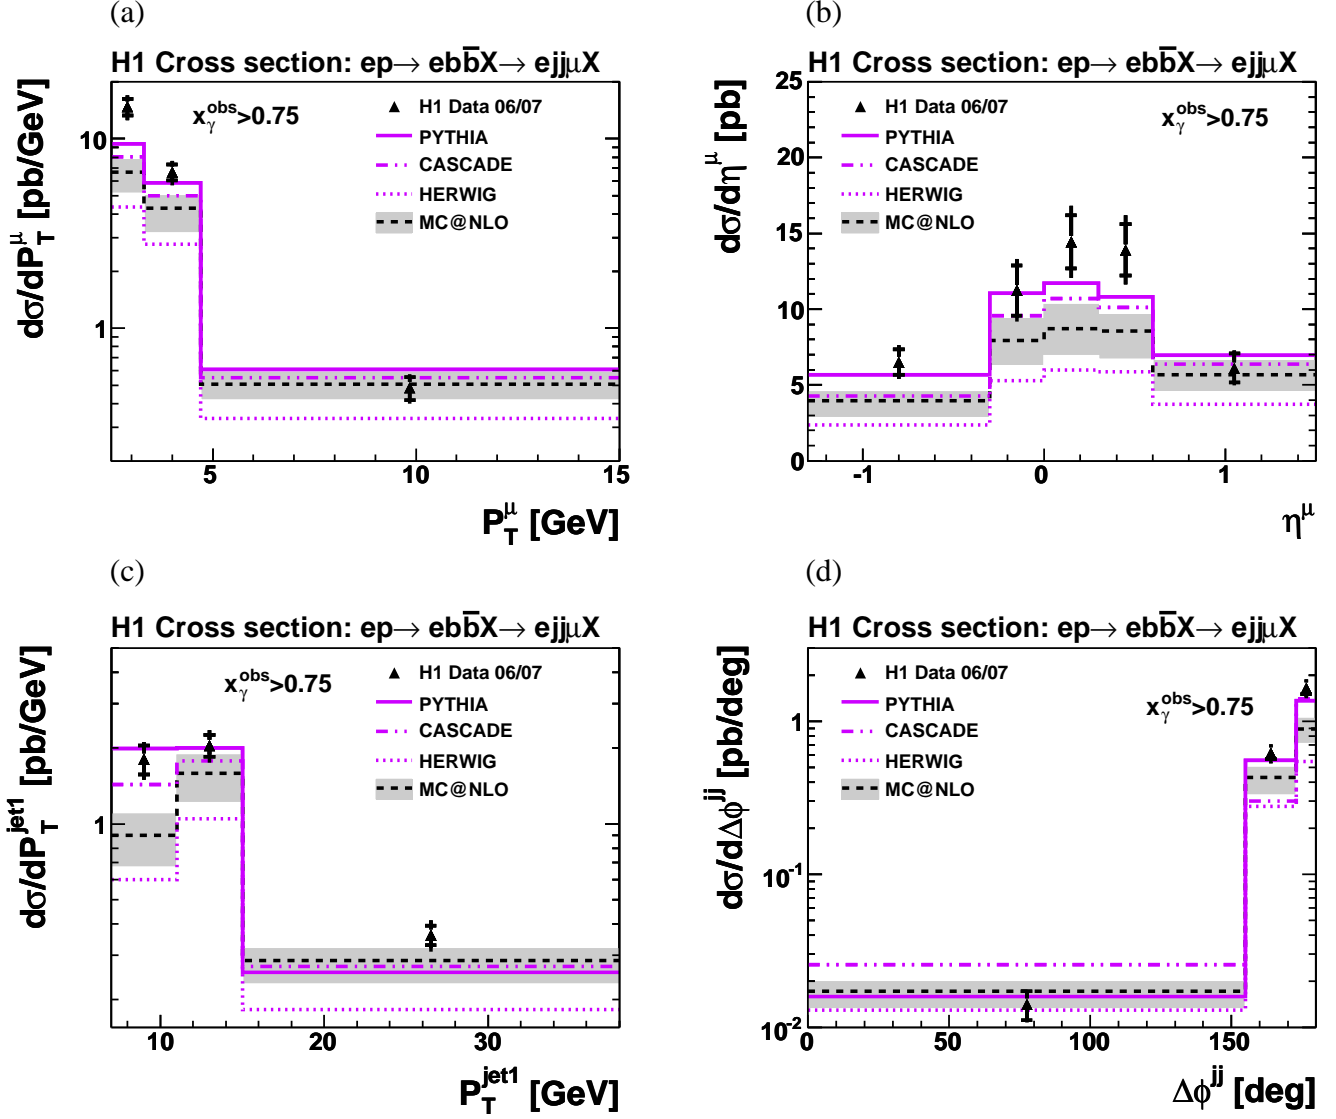 (a)
H1 Cross section: ep→ ebb̅X→ ejjμX
dσ/dP_T^μ [pb/GeV]
x_γ^obs>0.75
H1 Data 06/07
PYTHIA
CASCADE
HERWIG
MC@NLO
10
1
5 10 15
P_T^μ [GeV]
(b)
H1 Cross section: ep→ ebb̅X→ ejjμX
dσ/dη^μ [pb]
H1 Data 06/07
PYTHIA
CASCADE
HERWIG
MC@NLO
x_γ^obs>0.75
25
20
15
10
5
0
-1 0 1
η^μ
(c)
H1 Cross section: ep→ ebb̅X→ ejjμX
dσ/dP_T^jet1 [pb/GeV]
x_γ^obs>0.75
H1 Data 06/07
PYTHIA
CASCADE
HERWIG
MC@NLO
1
10 20 30
P_T^jet1 [GeV]
(d)
H1 Cross section: ep→ ebb̅X→ ejjμX
dσ/dΔϕ^jj [pb/deg]
H1 Data 06/07
PYTHIA
CASCADE
HERWIG
MC@NLO
x_γ^obs>0.75
1
10^-1
10^-2
0 50 100 150
Δϕ^jj [deg]